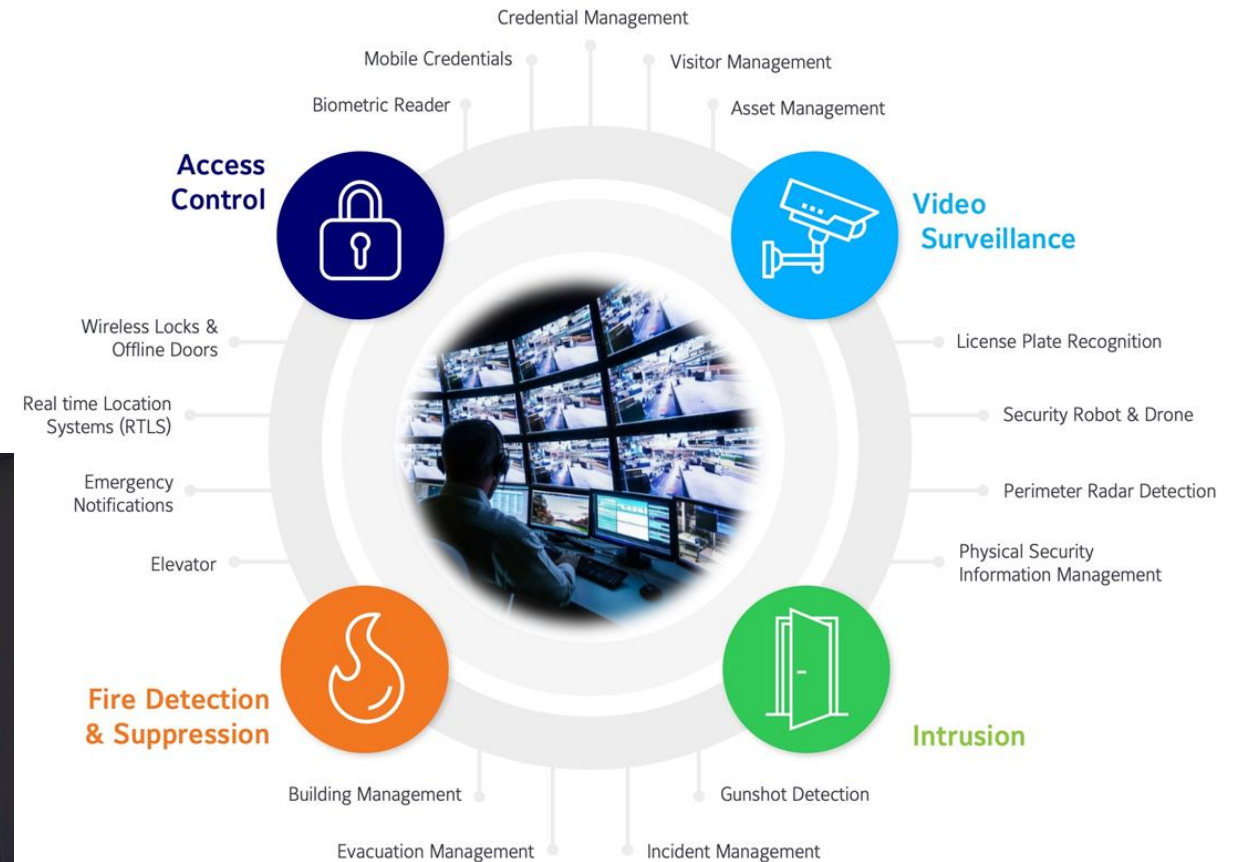 Credential Management
Mobile Credentials
Visitor Management
Biometric Reader
Asset Management
Access
Control
Video
Surveillance
Wireless Locks &
Offline Doors
License Plate Recognition
Real time Location
Systems (RTLS)
Security Robot & Drone
Emergency
Notifications
Perimeter Radar Detection
Elevator
Physical Security
Information Management
Fire Detection
& Suppression
Intrusion
Building Management
Gunshot Detection
Evacuation Management
Incident Management